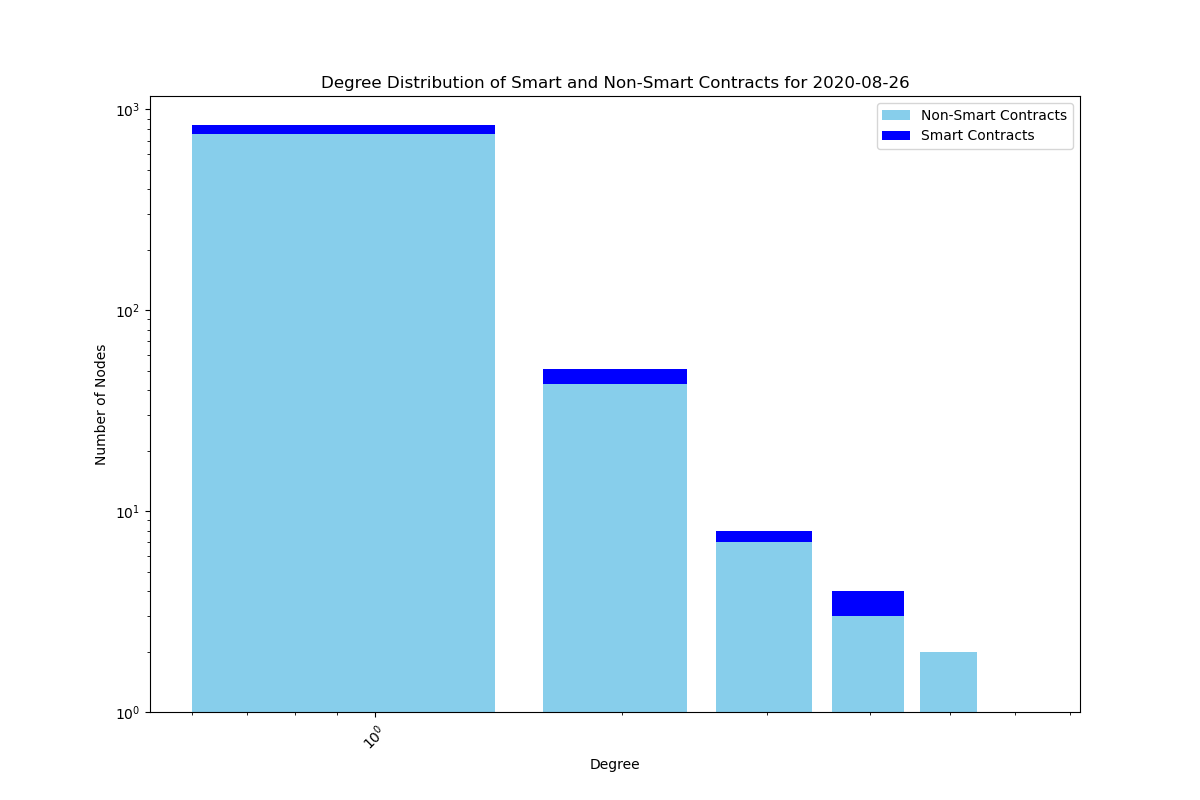 Degree Distribution of Smart and Non-Smart Contracts for 2020-08-26
Non-Smart Contracts
Smart Contracts
10³
10²
10¹
10⁰
Number of Nodes
10⁰
Degree